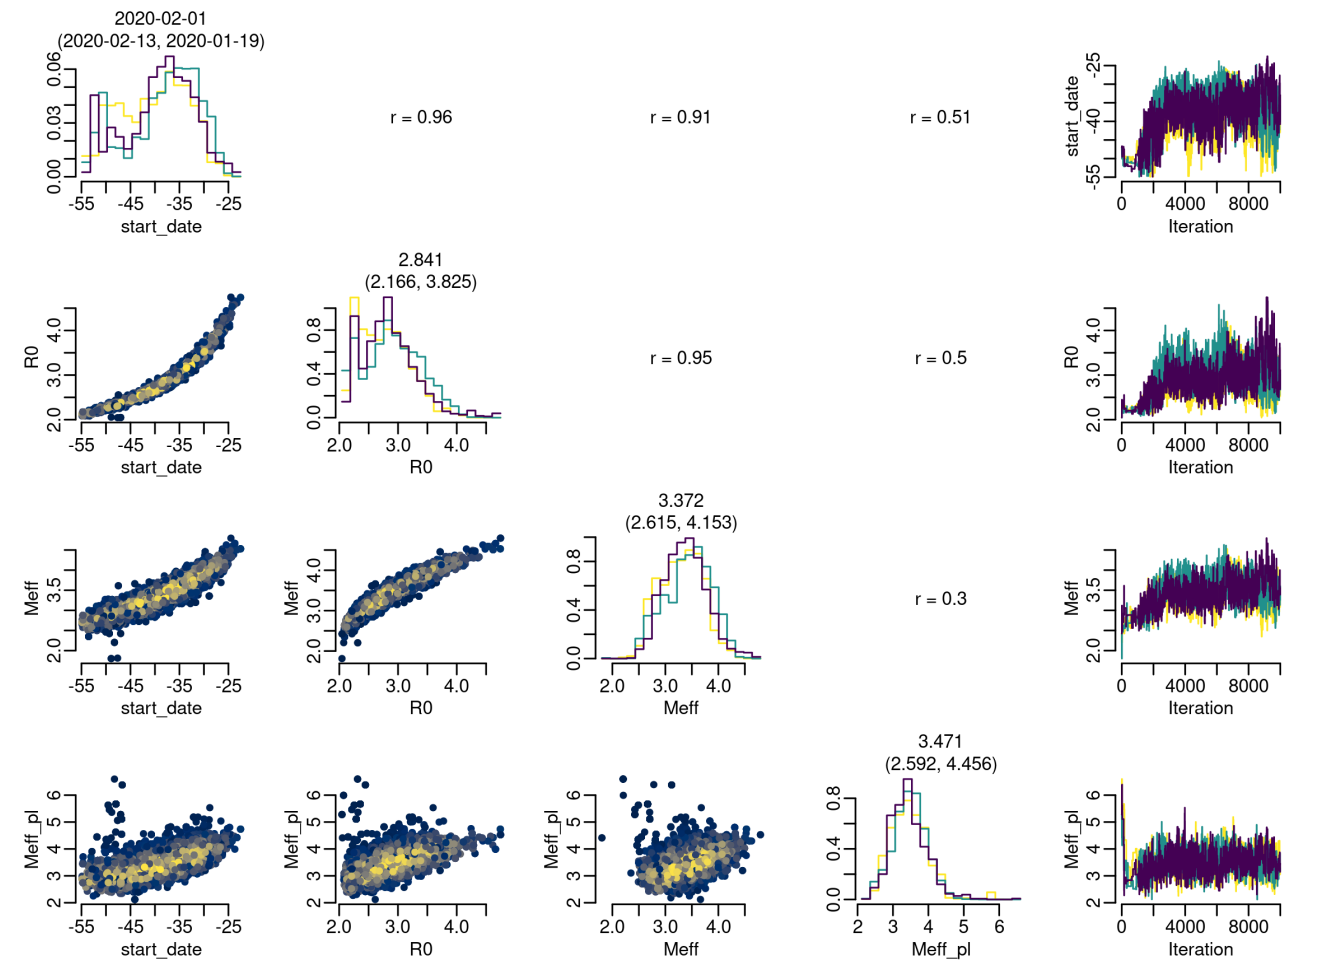 2020-02-01
(2020-02-13, 2020-01-19)
0.00 0.03 0.06
-55 -45 -35 -25
start_date
r = 0.96
r = 0.91
r = 0.51
start_date
-55 -40 -25
0 4000 8000
Iteration
R0
2.0 3.0 4.0
-55 -45 -35 -25
start_date
2.841
(2.166, 3.825)
0.0 0.4 0.8
2.0 3.0 4.0
R0
r = 0.95
r = 0.5
R0
2.0 3.0 4.0
0 4000 8000
Iteration
Meff
2.0 3.5
-55 -45 -35 -25
start_date
Meff
2.0 3.0 4.0
2.0 3.0 4.0
R0
3.372
(2.615, 4.153)
0.0 0.4 0.8
2.0 3.0 4.0
Meff
r = 0.3
Meff
2.0 3.5
0 4000 8000
Iteration
Meff_pl
2 3 4 5 6
-55 -45 -35 -25
start_date
Meff_pl
2 3 4 5 6
2.0 3.0 4.0
R0
Meff_pl
2 3 4 5 6
2.0 3.0 4.0
Meff
3.471
(2.592, 4.456)
0.0 0.4 0.8
2 3 4 5 6
Meff_pl
Meff_pl
2 3 4 5 6
0 4000 8000
Iteration